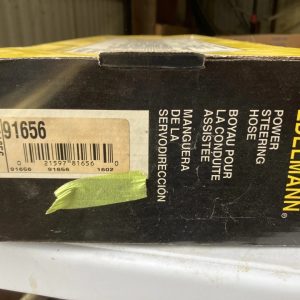 91656
0 21597 81656 0
91656 91656 1602
MANGUERA
DE LA
SERVODIRECCIÓN
BOYAU POUR
LA CONDUITE
ASSISTÉE
POWER
STEERING
HOSE
EDELMANN®